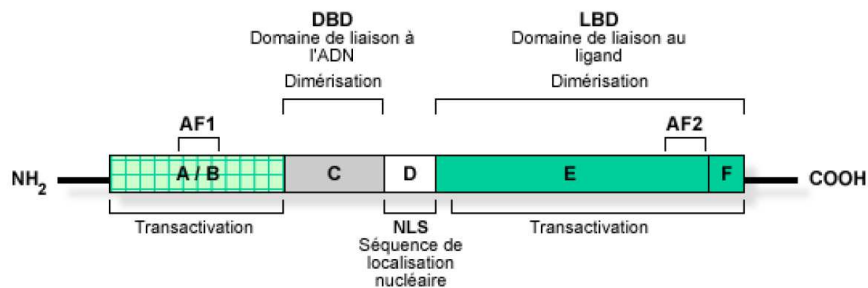 DBD
Domaine de liaison à
l'ADN
Dimérisation
LBD
Domaine de liaison au
ligand
Dimérisation
AF1
AF2
NH2
A / B
C
D
E
F
COOH
Transactivation
NLS
Séquence de
localisation
nucléaire
Transactivation